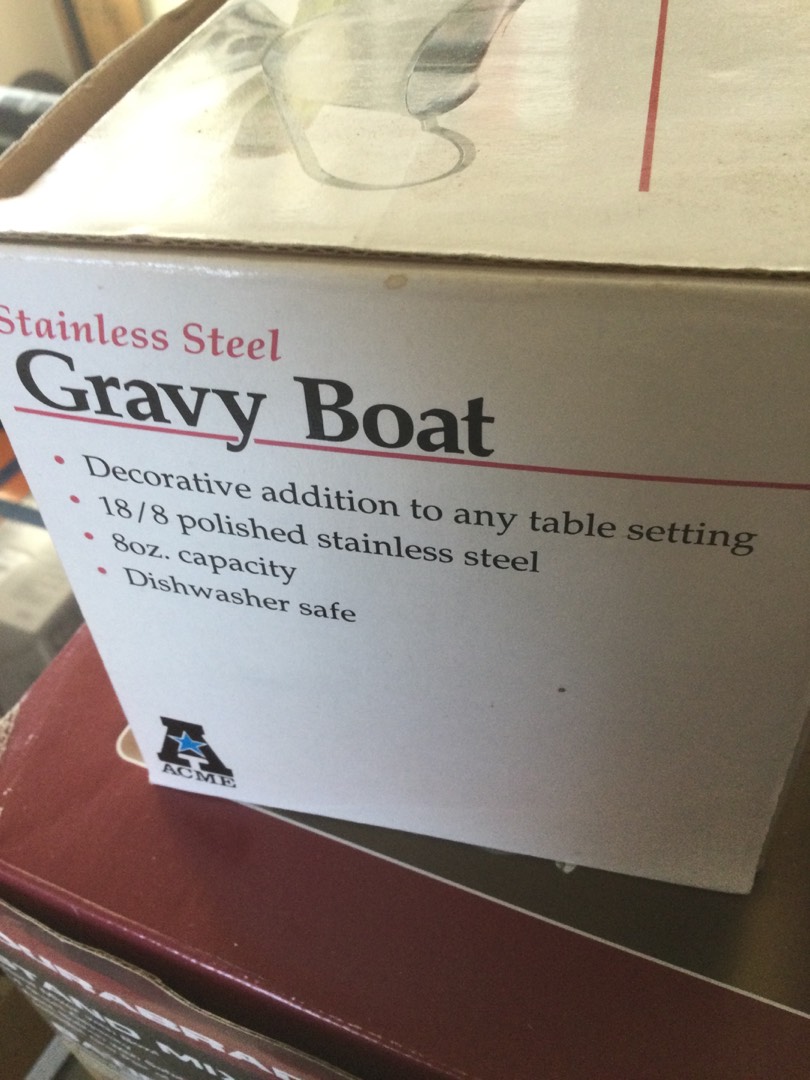 Stainless Steel
Gravy Boat
• Decorative addition to any table setting
• 18/8 polished stainless steel
• 8oz. capacity
• Dishwasher safe
A
ACME